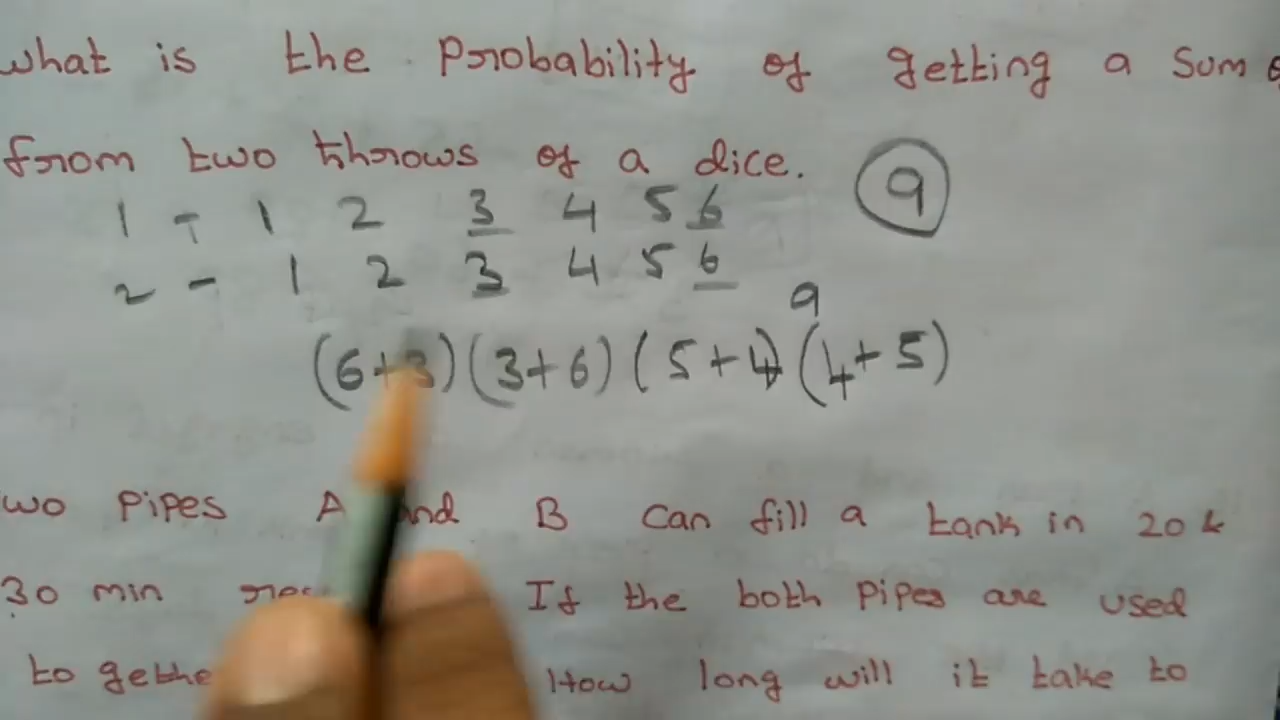 what is the Probability of getting a Sum
from two throws of a dice. 9
1 - 1 2 3 4 5 6
2 - 1 2 3 4 5 6
9
(6+3) (3+6) (5+4) (4+5)
wo Pipes A and B Can fill a tank in 20 &
30 min If the both Pipes are used
to gethe How long will it take to